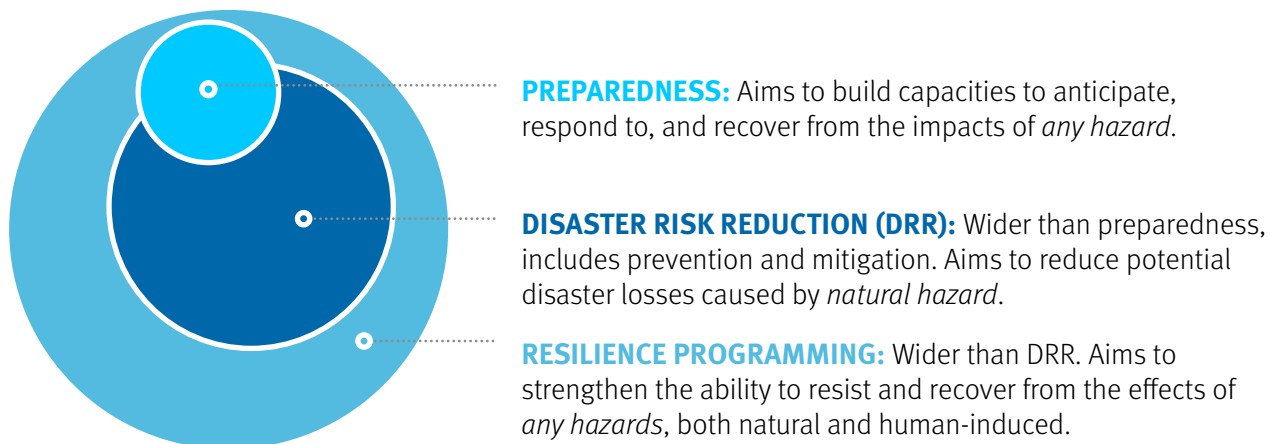 PREPAREDNESS: Aims to build capacities to anticipate,
respond to, and recover from the impacts of any hazard.
DISASTER RISK REDUCTION (DRR): Wider than preparedness,
includes prevention and mitigation. Aims to reduce potential
disaster losses caused by natural hazard.
RESILIENCE PROGRAMMING: Wider than DRR. Aims to
strengthen the ability to resist and recover from the effects of
any hazards, both natural and human-induced.